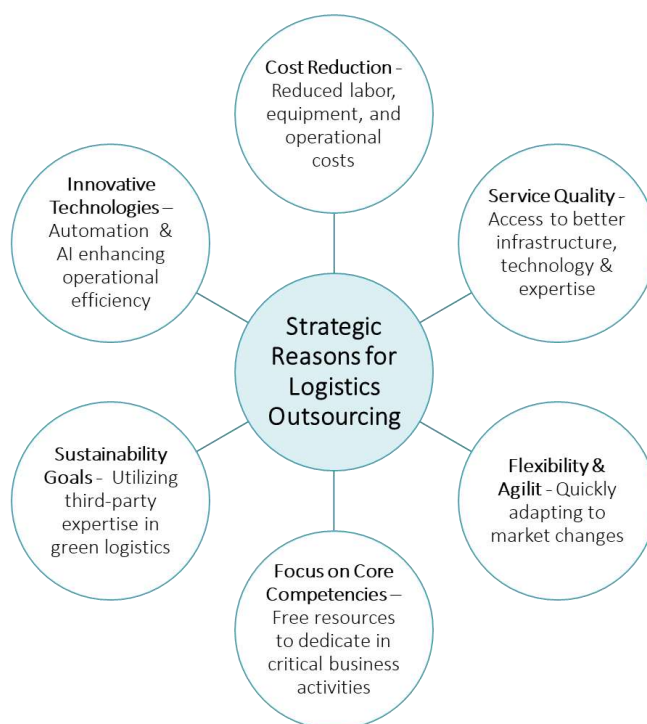 Cost Reduction -
Reduced labor,
equipment, and
operational
costs
Service Quality -
Access to better
infrastructure,
technology &
expertise
Flexibility &
Agilit - Quickly
adapting to
market changes
Focus on Core
Competencies –
Free resources
to dedicate in
critical business
activities
Sustainability
Goals - Utilizing
third-party
expertise in
green logistics
Innovative
Technologies –
Automation &
AI enhancing
operational
efficiency
Strategic
Reasons for
Logistics
Outsourcing